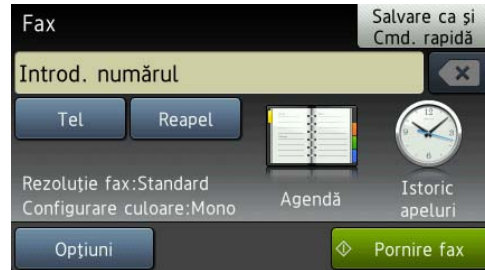 Fax
Salvare ca și
Cmd. rapidă
Introd. numărul
Tel
Reapel
Rezoluție fax:Standard
Configurare culoare:Mono
Agendă
Istoric
apeluri
Opțiuni
Pornire fax